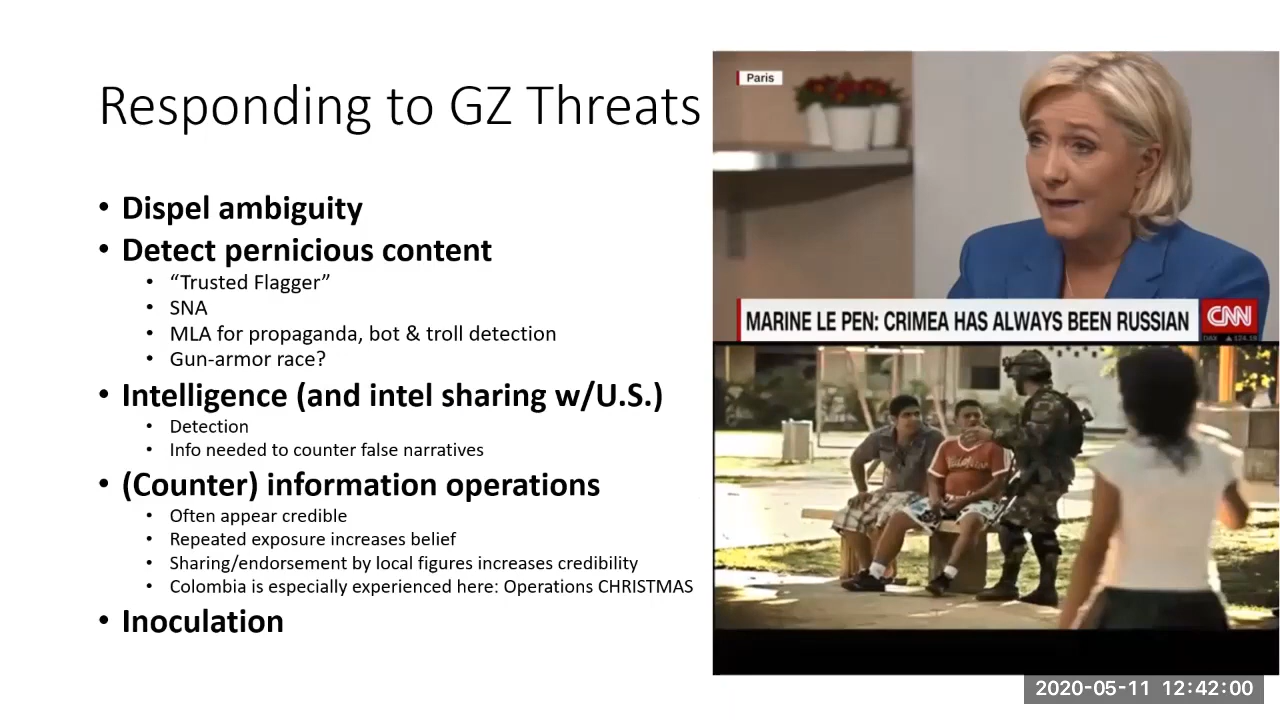 Responding to GZ Threats
• Dispel ambiguity
• Detect pernicious content
• “Trusted Flagger”
• SNA
• MLA for propaganda, bot & troll detection
• Gun-armor race?
• Intelligence (and intel sharing w/U.S.)
• Detection
• Info needed to counter false narratives
• (Counter) information operations
• Often appear credible
• Repeated exposure increases belief
• Sharing/endorsement by local figures increases credibility
• Colombia is especially experienced here: Operations CHRISTMAS
• Inoculation
Paris
MARINE LE PEN: CRIMEA HAS ALWAYS BEEN RUSSIAN
CNN
DAX
2020-05-11 12:42:00